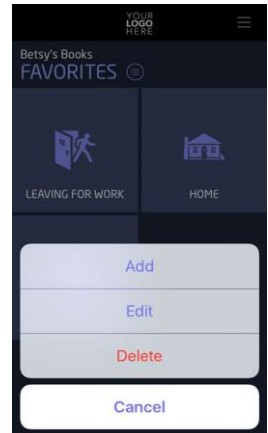 YOUR
LOGO
HERE
Betsy's Books
FAVORITES
LEAVING FOR WORK
HOME
Add
Edit
Delete
Cancel